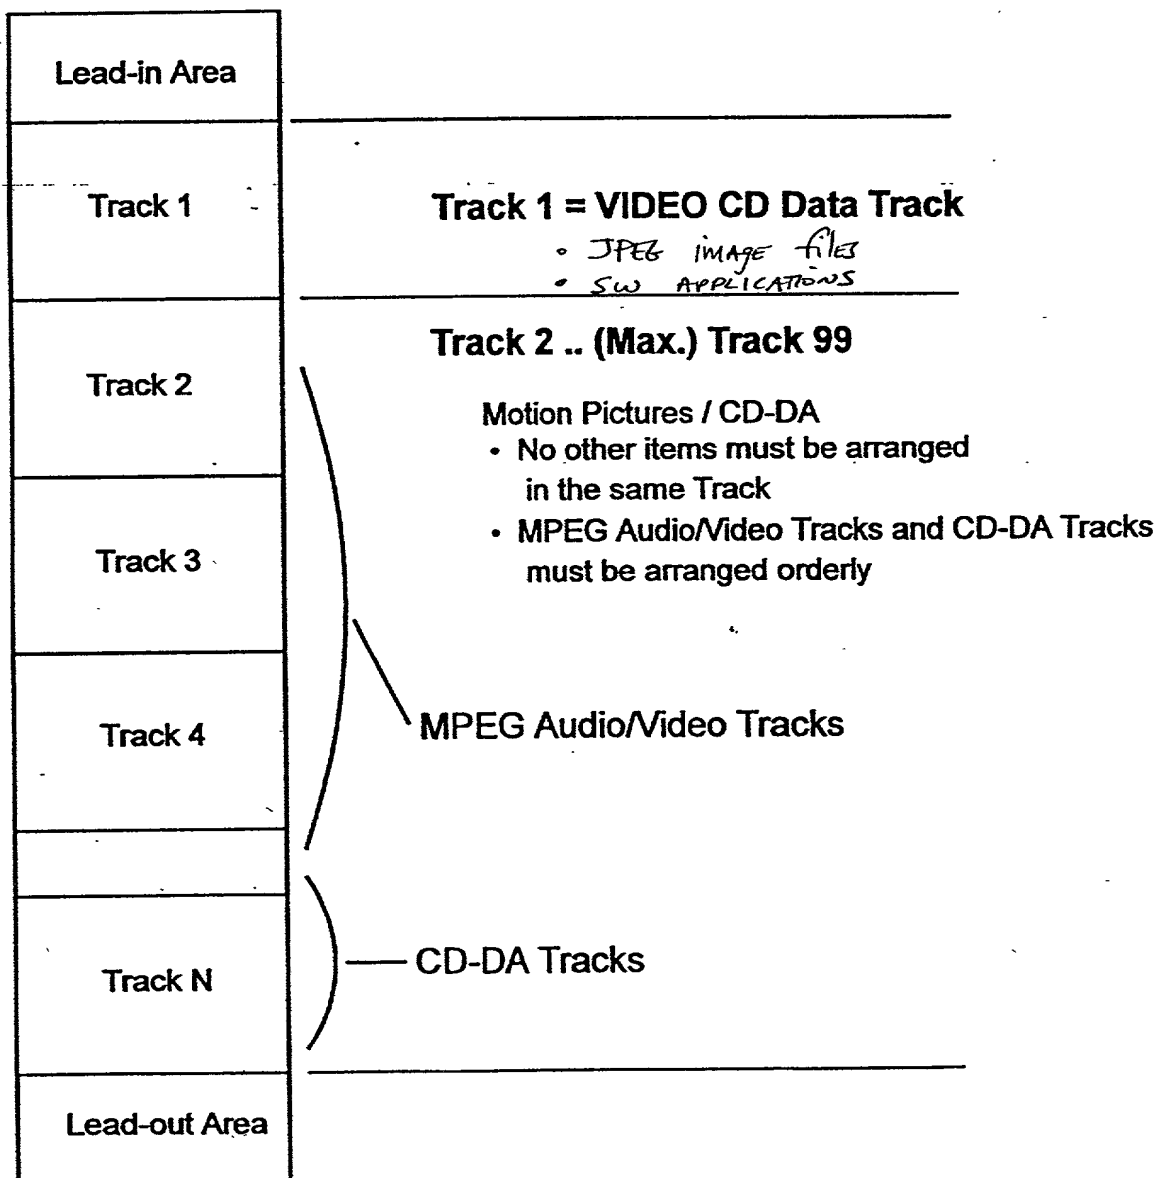 Lead-in Area
Track 1
Track 1 = VIDEO CD Data Track
• JPEG image files
• SW APPLICATIONS
Track 2 .. (Max.) Track 99
Track 2
Motion Pictures / CD-DA
• No other items must be arranged
in the same Track
• MPEG Audio/Video Tracks and CD-DA Tracks
must be arranged orderly
Track 3
Track 4
MPEG Audio/Video Tracks
CD-DA Tracks
Track N
Lead-out Area